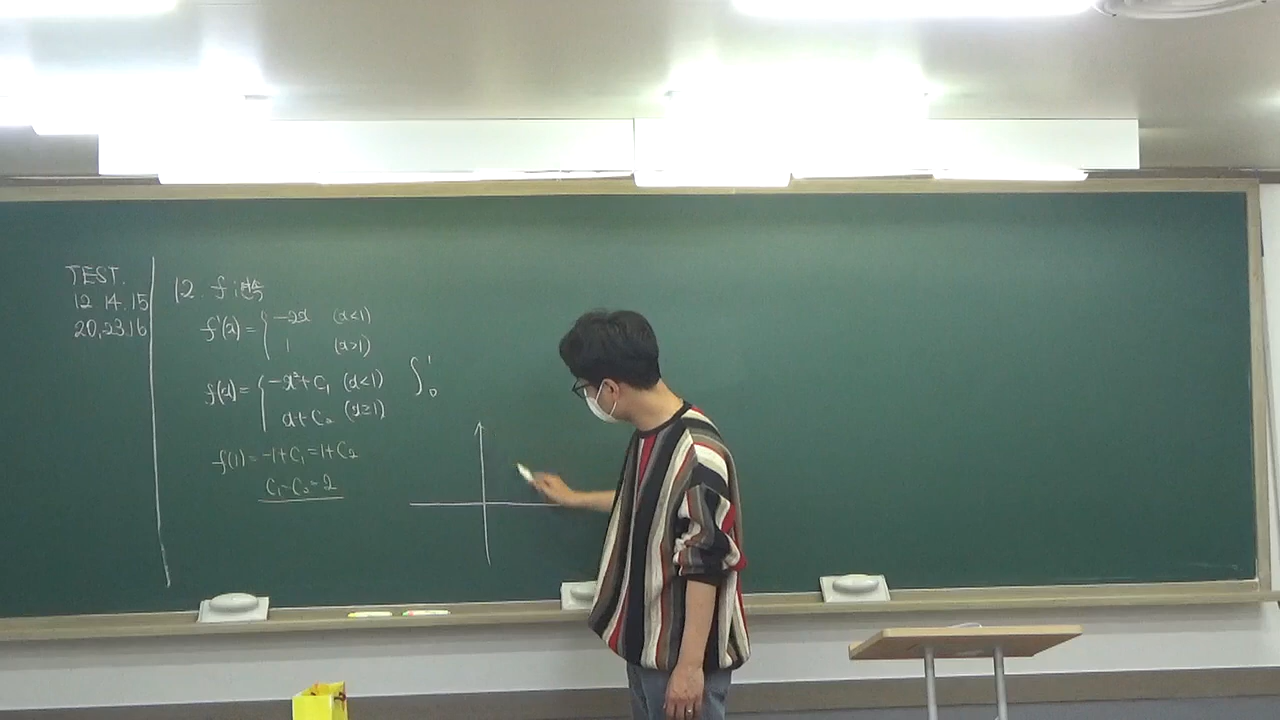 TEST.
12 14.15
20,23.16
12. f : 연속
f'(x) = { -2x (x<1)
1 (x>1)
f(x) = { -x²+C₁ (x<1)
x+C₂ (x≥1)
∫₀¹
f(1) = -1+C₁ = 1+C₂
C₁-C₂ = 2